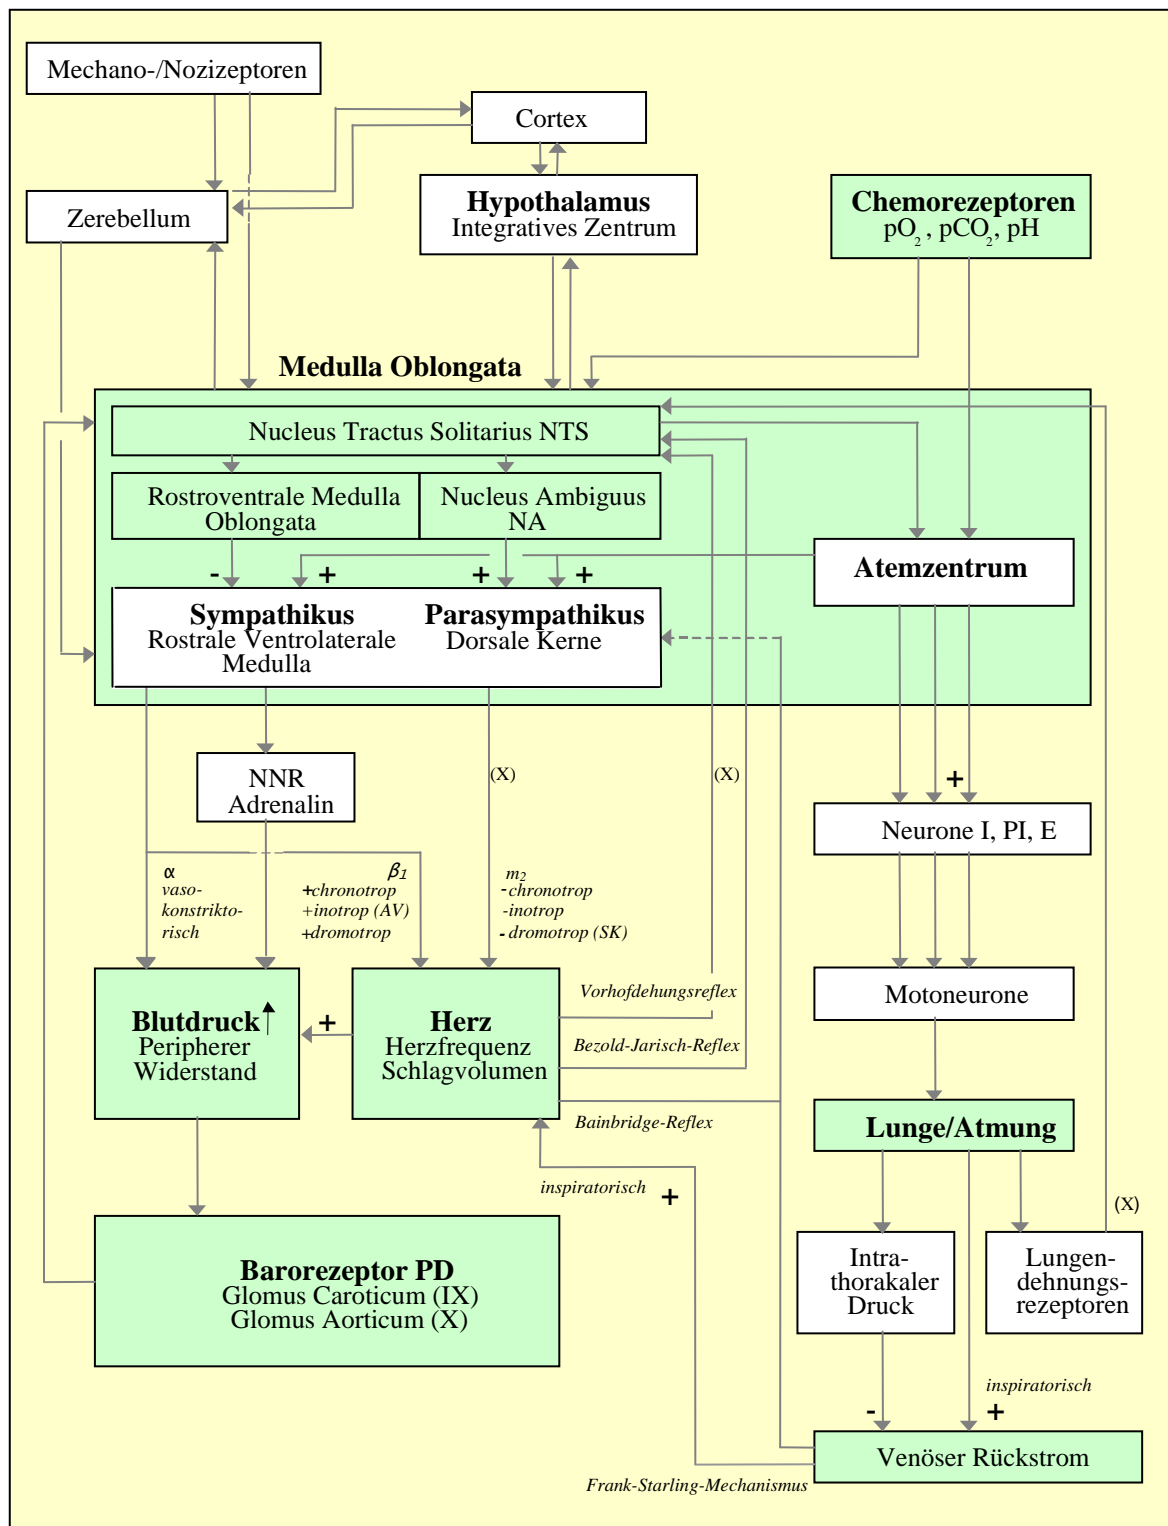 Mechano-/Nozizeptoren
Cortex
Zerebellum
Hypothalamus
Integratives Zentrum
Chemorezeptoren
pO2 , pCO2, pH
Medulla Oblongata
Nucleus Tractus Solitarius NTS
Rostroventrale Medulla
Oblongata
Nucleus Ambiguus
NA
- + + +
Atemzentrum
Sympathikus
Rostrale Ventrolaterale
Medulla
Parasympathikus
Dorsale Kerne
NNR
Adrenalin
(X)
(X)
+
Neurone I, PI, E
α
vaso-
konstrikto-
risch
β1
+chronotrop
+inotrop (AV)
+dromotrop
m2
-chronotrop
-inotrop
- dromotrop (SK)
Motoneurone
Blutdruck↑
Peripherer
Widerstand
+
Herz
Herzfrequenz
Schlagvolumen
Vorhofdehungsreflex
Bezold-Jarisch-Reflex
Bainbridge-Reflex
Lunge/Atmung
inspiratorisch +
(X)
Barorezeptor PD
Glomus Caroticum (IX)
Glomus Aorticum (X)
Intra-
thorakaler
Druck
Lungen-
dehnungs-
rezeptoren
inspiratorisch
- +
Venöser Rückstrom
Frank-Starling-Mechanismus